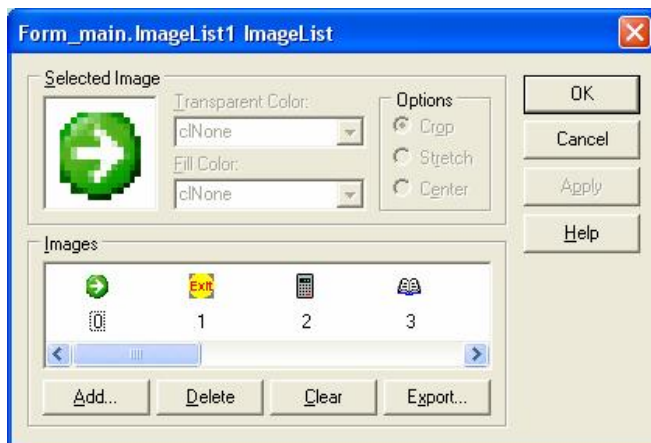 Form_main.ImageList1 ImageList
Selected Image
Transparent Color:
clNone
Fill Color:
clNone
Options
Crop
Stretch
Center
OK
Cancel
Apply
Help
Images
Exit
0 1 2 3
Add... Delete Clear Export...